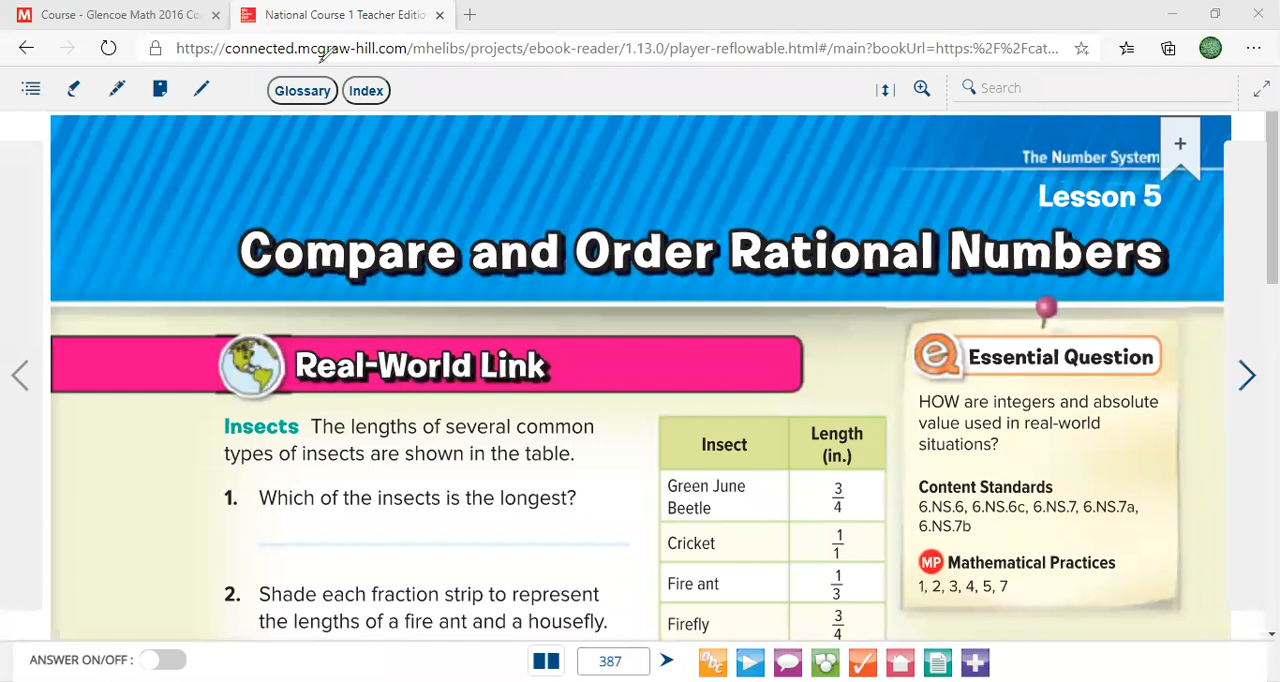 Course - Glencoe Math 2016 Co
National Course 1 Teacher Editio
https://connected.mcgraw-hill.com/mhelibs/projects/ebook-reader/1.13.0/player-reflowable.html#/main?bookUrl=https:%2F%2Fcat...
Glossary
Index
Search
The Number System
Lesson 5
Compare and Order Rational Numbers
Real-World Link
Insects The lengths of several common
types of insects are shown in the table.
1. Which of the insects is the longest?
2. Shade each fraction strip to represent
the lengths of a fire ant and a housefly.
Insect
Length
(in.)
Green June
Beetle
3/4
Cricket
1/1
Fire ant
1/3
Firefly
3/4
Essential Question
HOW are integers and absolute
value used in real-world
situations?
Content Standards
6.NS.6, 6.NS.6c, 6.NS.7, 6.NS.7a,
6.NS.7b
MP Mathematical Practices
1, 2, 3, 4, 5, 7
ANSWER ON/OFF :
387
abc